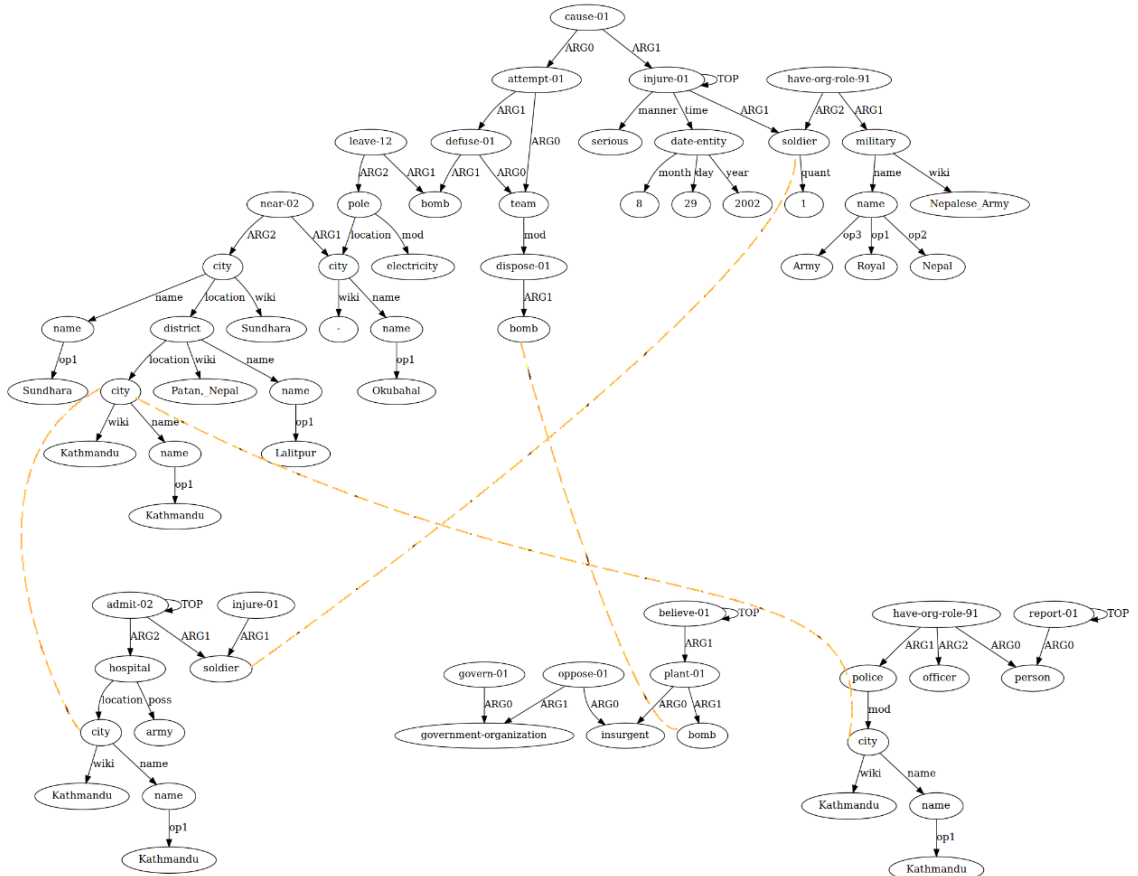 cause-01
ARG0 ARG1
attempt-01 injure-01 TOP have-org-role-91
ARG1 manner time ARG1 ARG2 ARG1
leave-12 defuse-01 ARG0 serious date-entity soldier military
ARG2 ARG1 ARG1 ARG0 month day year quant name wiki
near-02 pole bomb team 8 29 2002 1 name Nepalese_Army
ARG2 ARG1 location mod mod op3 op1 op2
city city electricity dispose-01 Army Royal Nepal
name location wiki wiki name ARG1
name district Sundhara - name bomb
op1 location wiki name op1
Sundhara city Patan,_Nepal name Okubahal
wiki name op1
Kathmandu name Lalitpur
op1
Kathmandu
admit-02 TOP injure-01 believe-01 TOP have-org-role-91 report-01 TOP
ARG2 ARG1 ARG1 ARG1 ARG1 ARG2 ARG0 ARG0
hospital soldier govern-01 oppose-01 plant-01 police officer person
location poss ARG0 ARG1 ARG0 ARG0 ARG1 mod
city army government-organization insurgent bomb city
wiki name wiki name
Kathmandu name Kathmandu name
op1 op1
Kathmandu Kathmandu